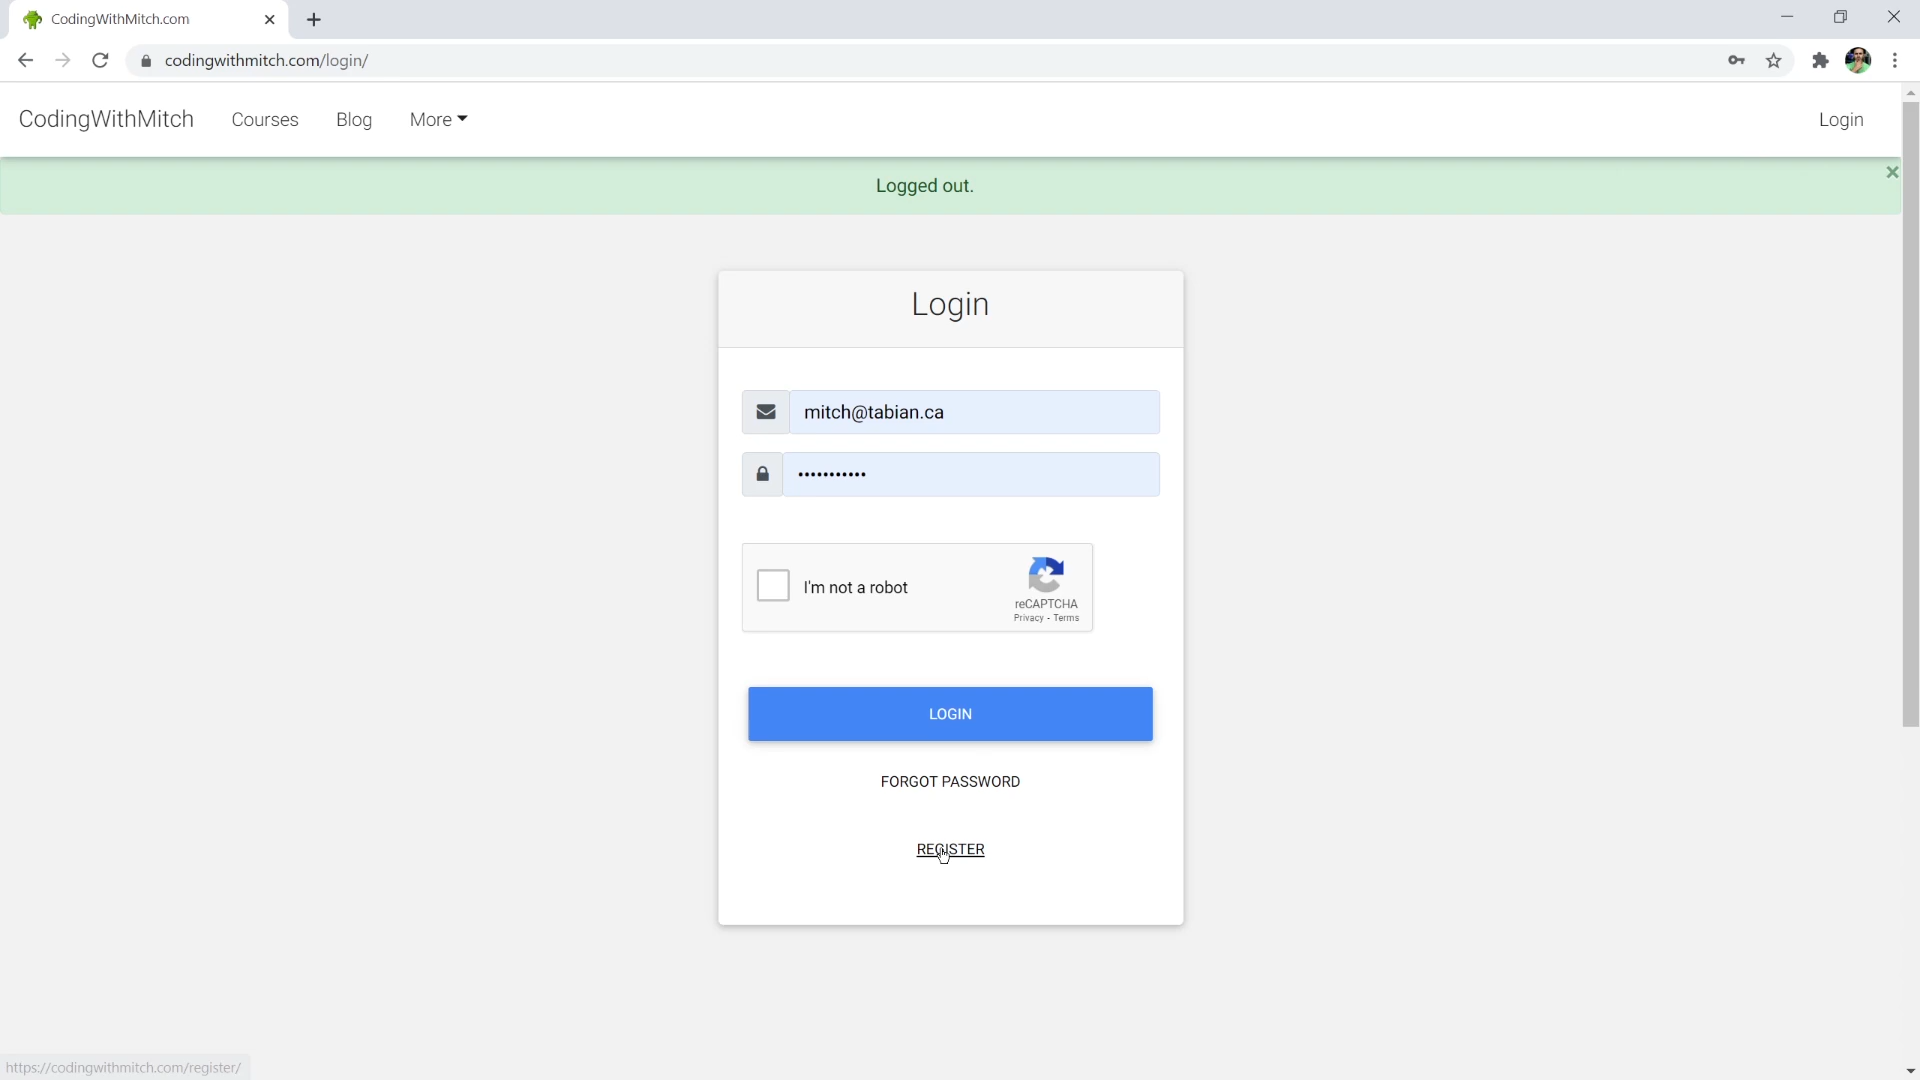 CodingWithMitch.com
codingwithmitch.com/login/
CodingWithMitch Courses Blog More Login
Logged out.
Login
mitch@tabian.ca
•••••••••••
I'm not a robot
reCAPTCHA
Privacy - Terms
LOGIN
FORGOT PASSWORD
REGISTER
https://codingwithmitch.com/register/